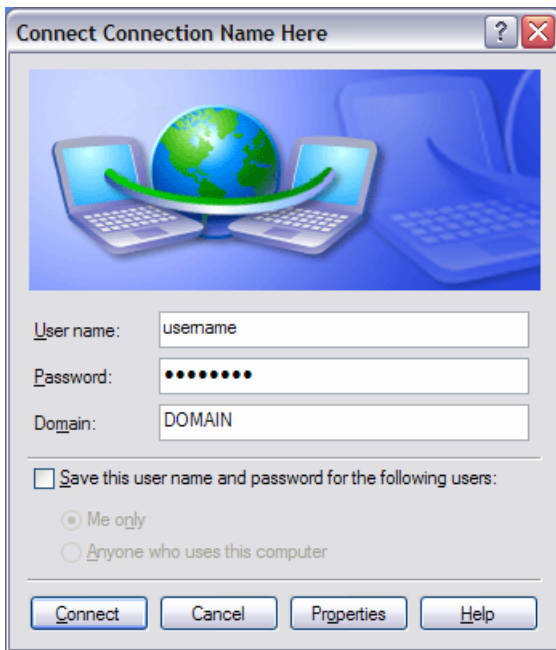 Connect Connection Name Here
User name:
username
Password:
••••••••
Domain:
DOMAIN
Save this user name and password for the following users:
Me only
Anyone who uses this computer
Connect
Cancel
Properties
Help